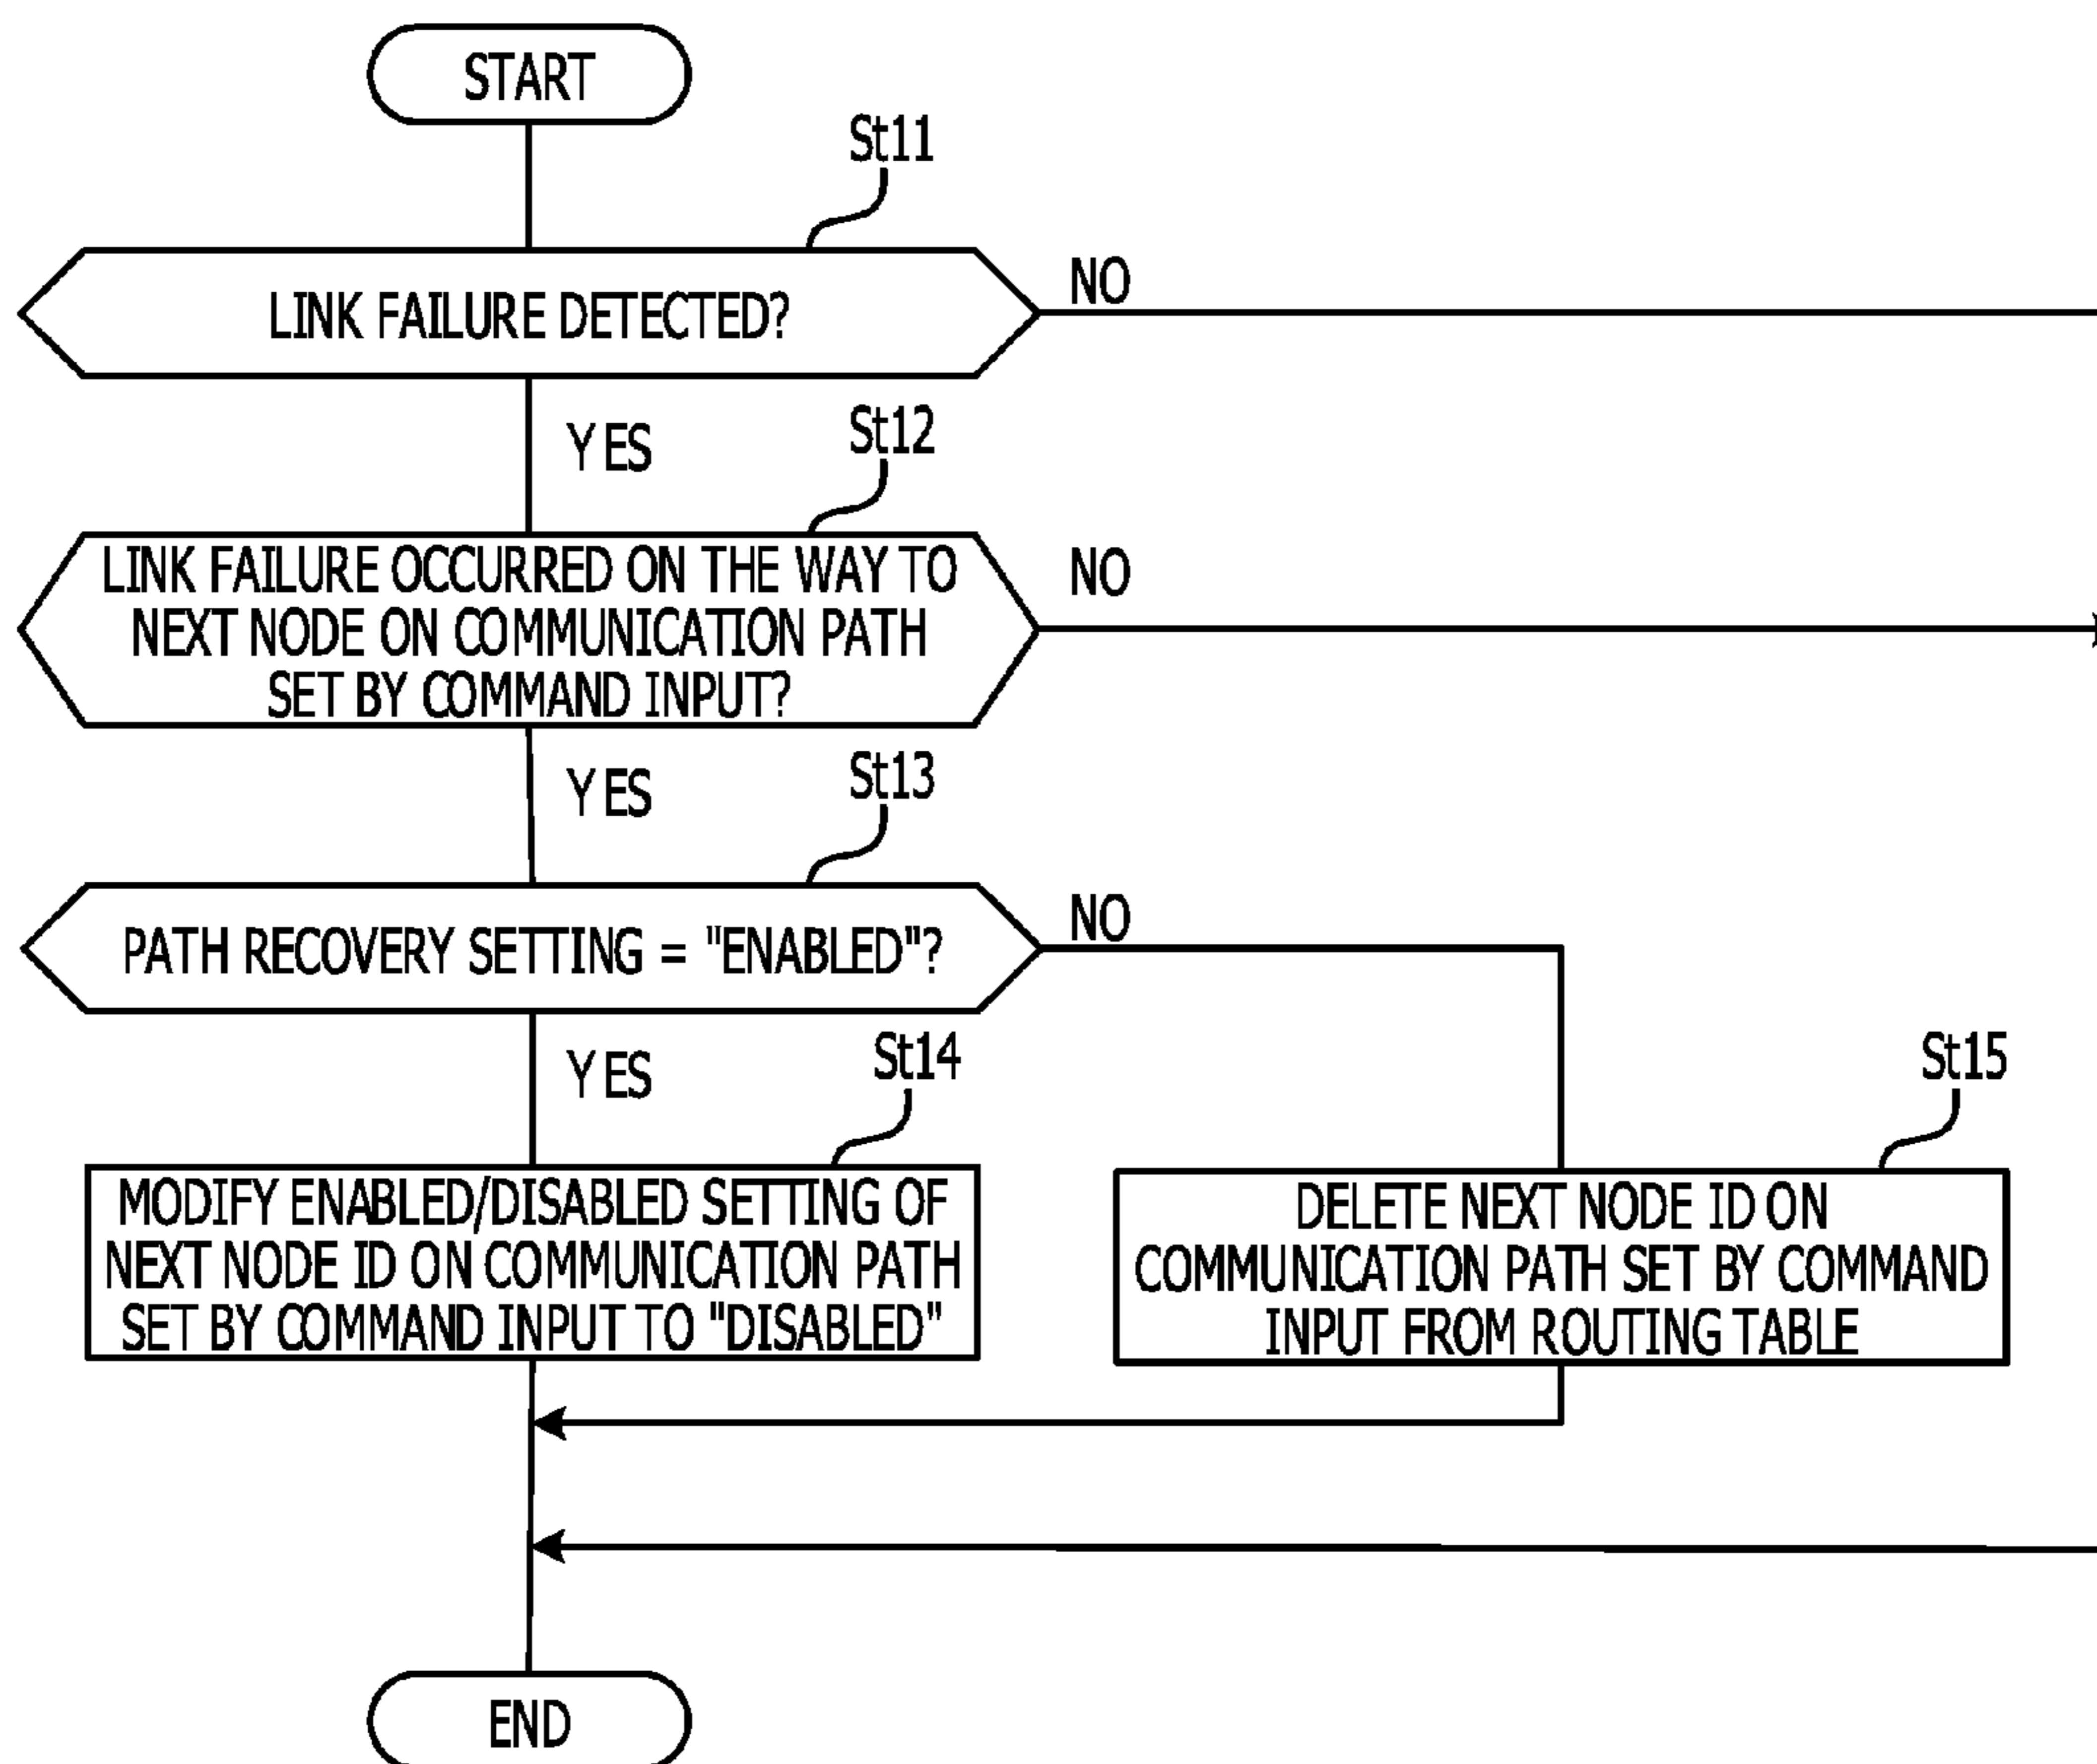 START
St11
LINK FAILURE DETECTED?
NO
YES
St12
LINK FAILURE OCCURRED ON THE WAY TO
NEXT NODE ON COMMUNICATION PATH
SET BY COMMAND INPUT?
NO
YES
St13
PATH RECOVERY SETTING = "ENABLED"?
NO
YES
St14
MODIFY ENABLED/DISABLED SETTING OF
NEXT NODE ID ON COMMUNICATION PATH
SET BY COMMAND INPUT TO "DISABLED"
St15
DELETE NEXT NODE ID ON
COMMUNICATION PATH SET BY COMMAND
INPUT FROM ROUTING TABLE
END